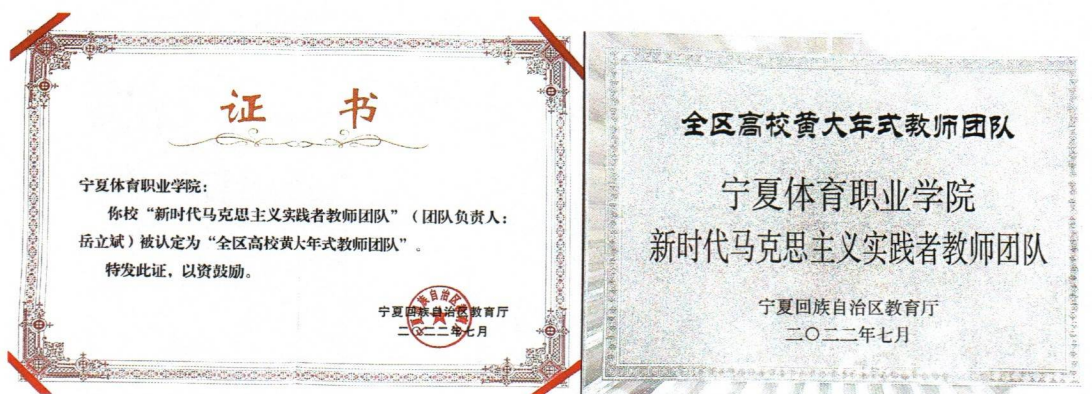 证 书
宁夏体育职业学院：
你校“新时代马克思主义实践者教师团队”（团队负责人：
岳立斌）被认定为“全区高校黄大年式教师团队”。
特发此证，以资鼓励。
宁夏回族自治区教育厅
二〇二二年七月
全区高校黄大年式教师团队
宁夏体育职业学院
新时代马克思主义实践者教师团队
宁夏回族自治区教育厅
二〇二二年七月